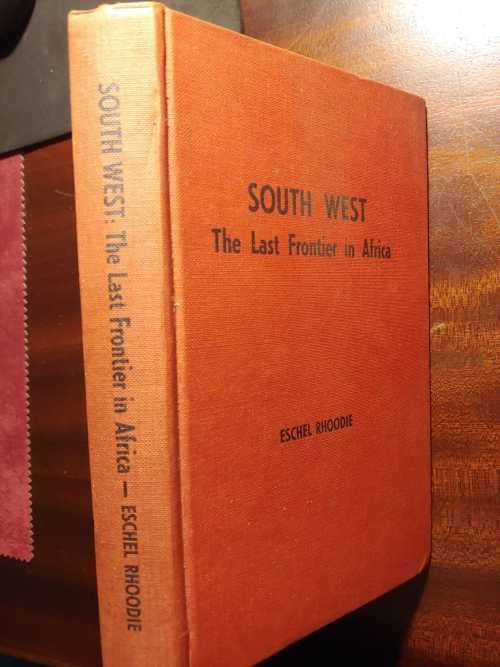 SOUTH WEST: The Last Frontier in Africa — ESCHEL RHOODIE
SOUTH WEST
The Last Frontier in Africa
ESCHEL RHOODIE